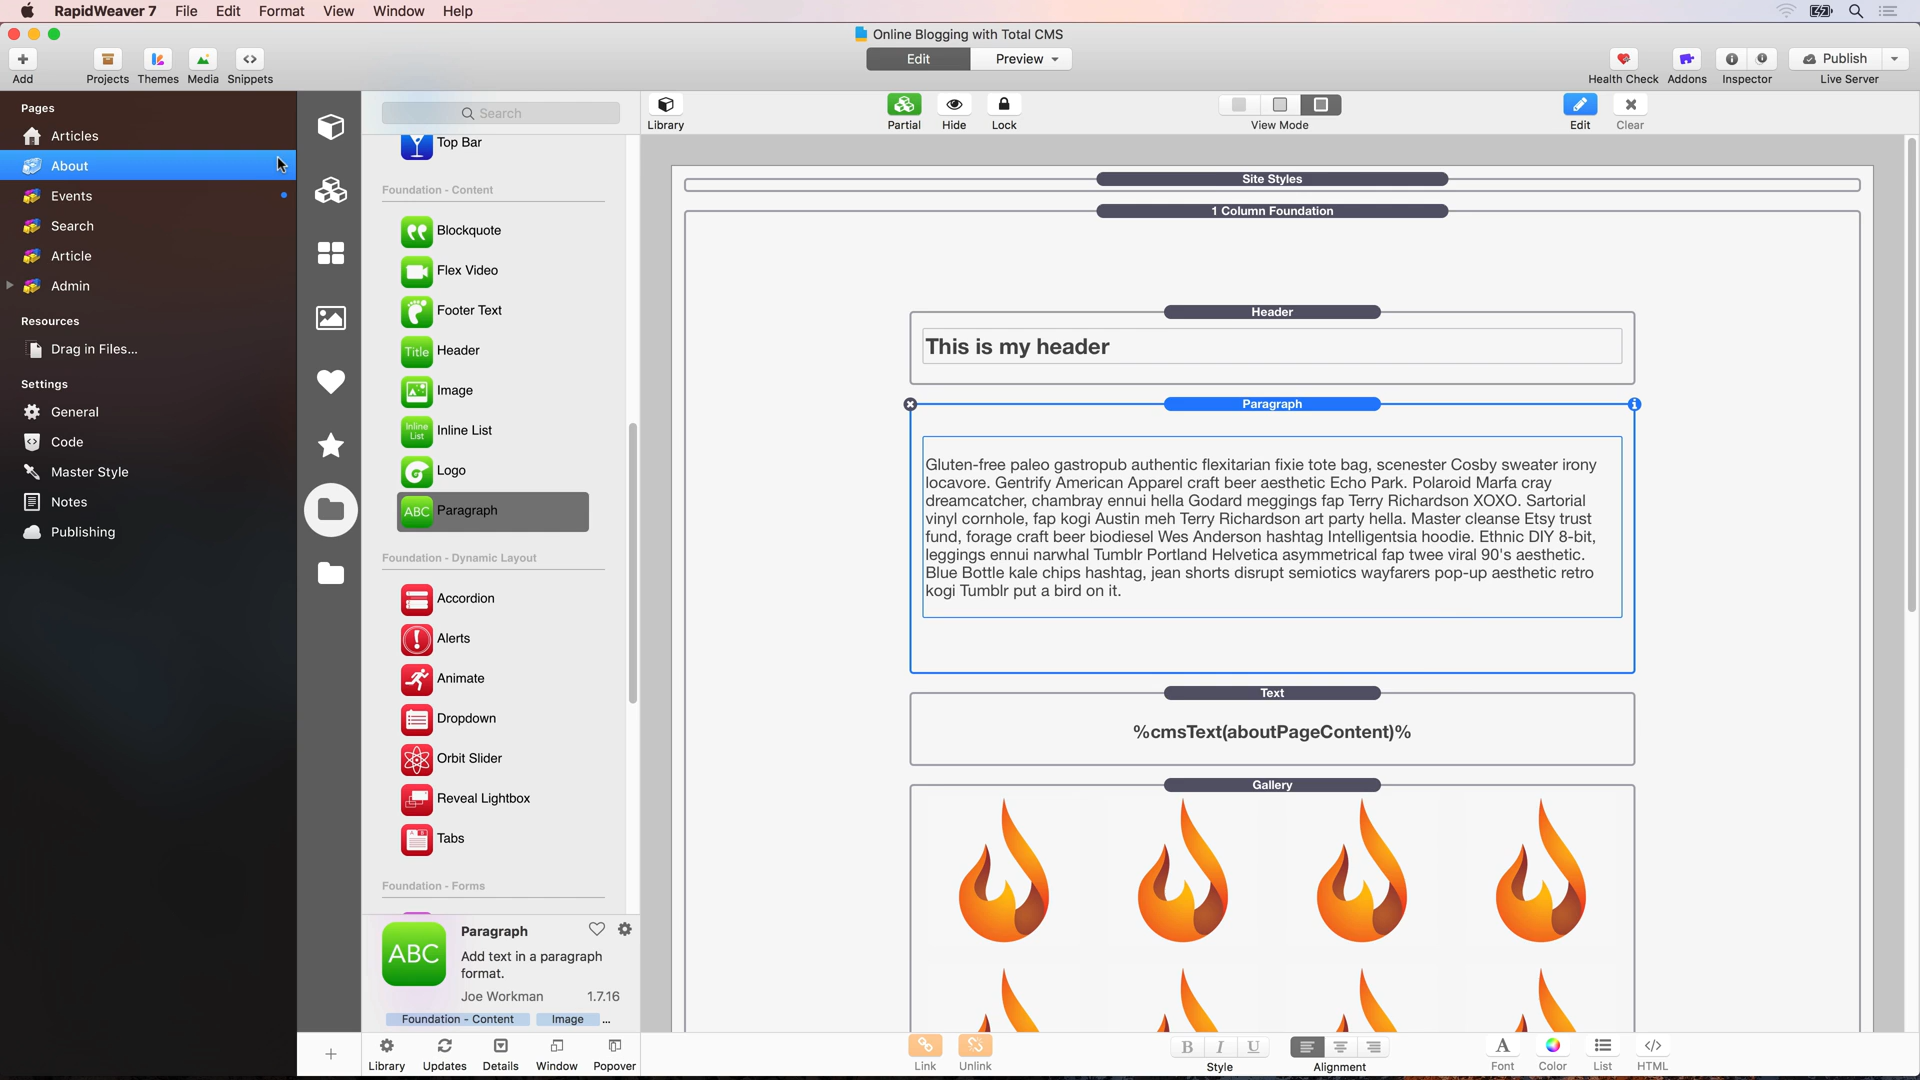 RapidWeaver 7 File Edit Format View Window Help
Online Blogging with Total CMS
Add
Projects
Themes
Media
Snippets
Edit
Preview
Health Check
Addons
Inspector
Publish
Live Server
Pages
Articles
About
Events
Search
Article
Admin
Resources
Drag in Files...
Settings
General
Code
Master Style
Notes
Publishing
Search
Top Bar
Foundation - Content
Blockquote
Flex Video
Footer Text
Title Header
Image
Inline List Inline List
Logo
ABC Paragraph
Foundation - Dynamic Layout
Accordion
Alerts
Animate
Dropdown
Orbit Slider
Reveal Lightbox
Tabs
Foundation - Forms
ABC
Paragraph
Add text in a paragraph
format.
Joe Workman 1.7.16
Foundation - Content Image ...
Library
Updates
Details
Window
Popover
Library
Partial
Hide
Lock
View Mode
Edit
Clear
Site Styles
1 Column Foundation
Header
This is my header
Paragraph
Gluten-free paleo gastropub authentic flexitarian fixie tote bag, scenester Cosby sweater irony
locavore. Gentrify American Apparel craft beer aesthetic Echo Park. Polaroid Marfa cray
dreamcatcher, chambray ennui hella Godard meggings fap Terry Richardson XOXO. Sartorial
vinyl cornhole, fap kogi Austin meh Terry Richardson art party hella. Master cleanse Etsy trust
fund, forage craft beer biodiesel Wes Anderson hashtag Intelligentsia hoodie. Ethnic DIY 8-bit,
leggings ennui narwhal Tumblr Portland Helvetica asymmetrical fap twee viral 90's aesthetic.
Blue Bottle kale chips hashtag, jean shorts disrupt semiotics wayfarers pop-up aesthetic retro
kogi Tumblr put a bird on it.
Text
%cmsText(aboutPageContent)%
Gallery
Link
Unlink
B I U
Style
Alignment
A
Font
Color
List
HTML